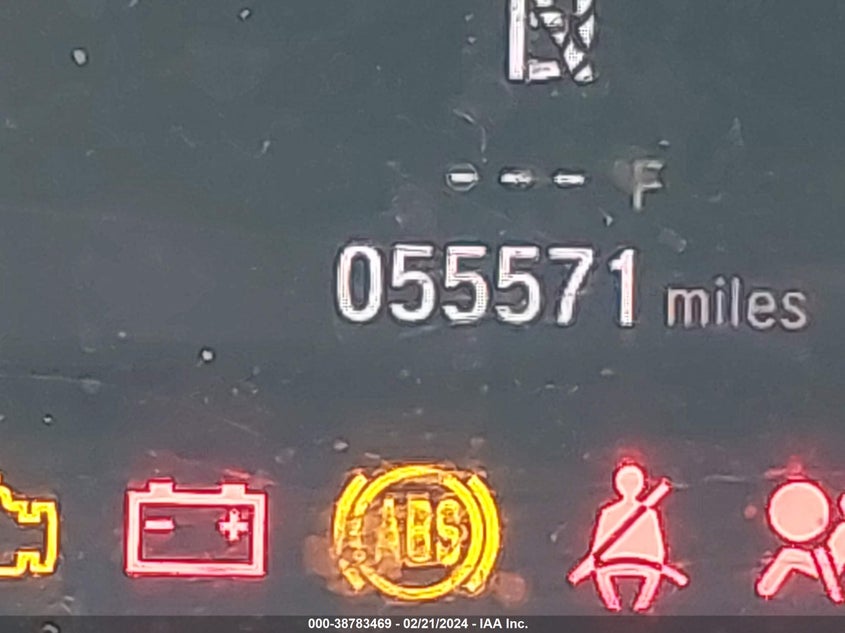 --- F
055571 miles
- +
ABS
000-38783469 - 02/21/2024 - IAA Inc.